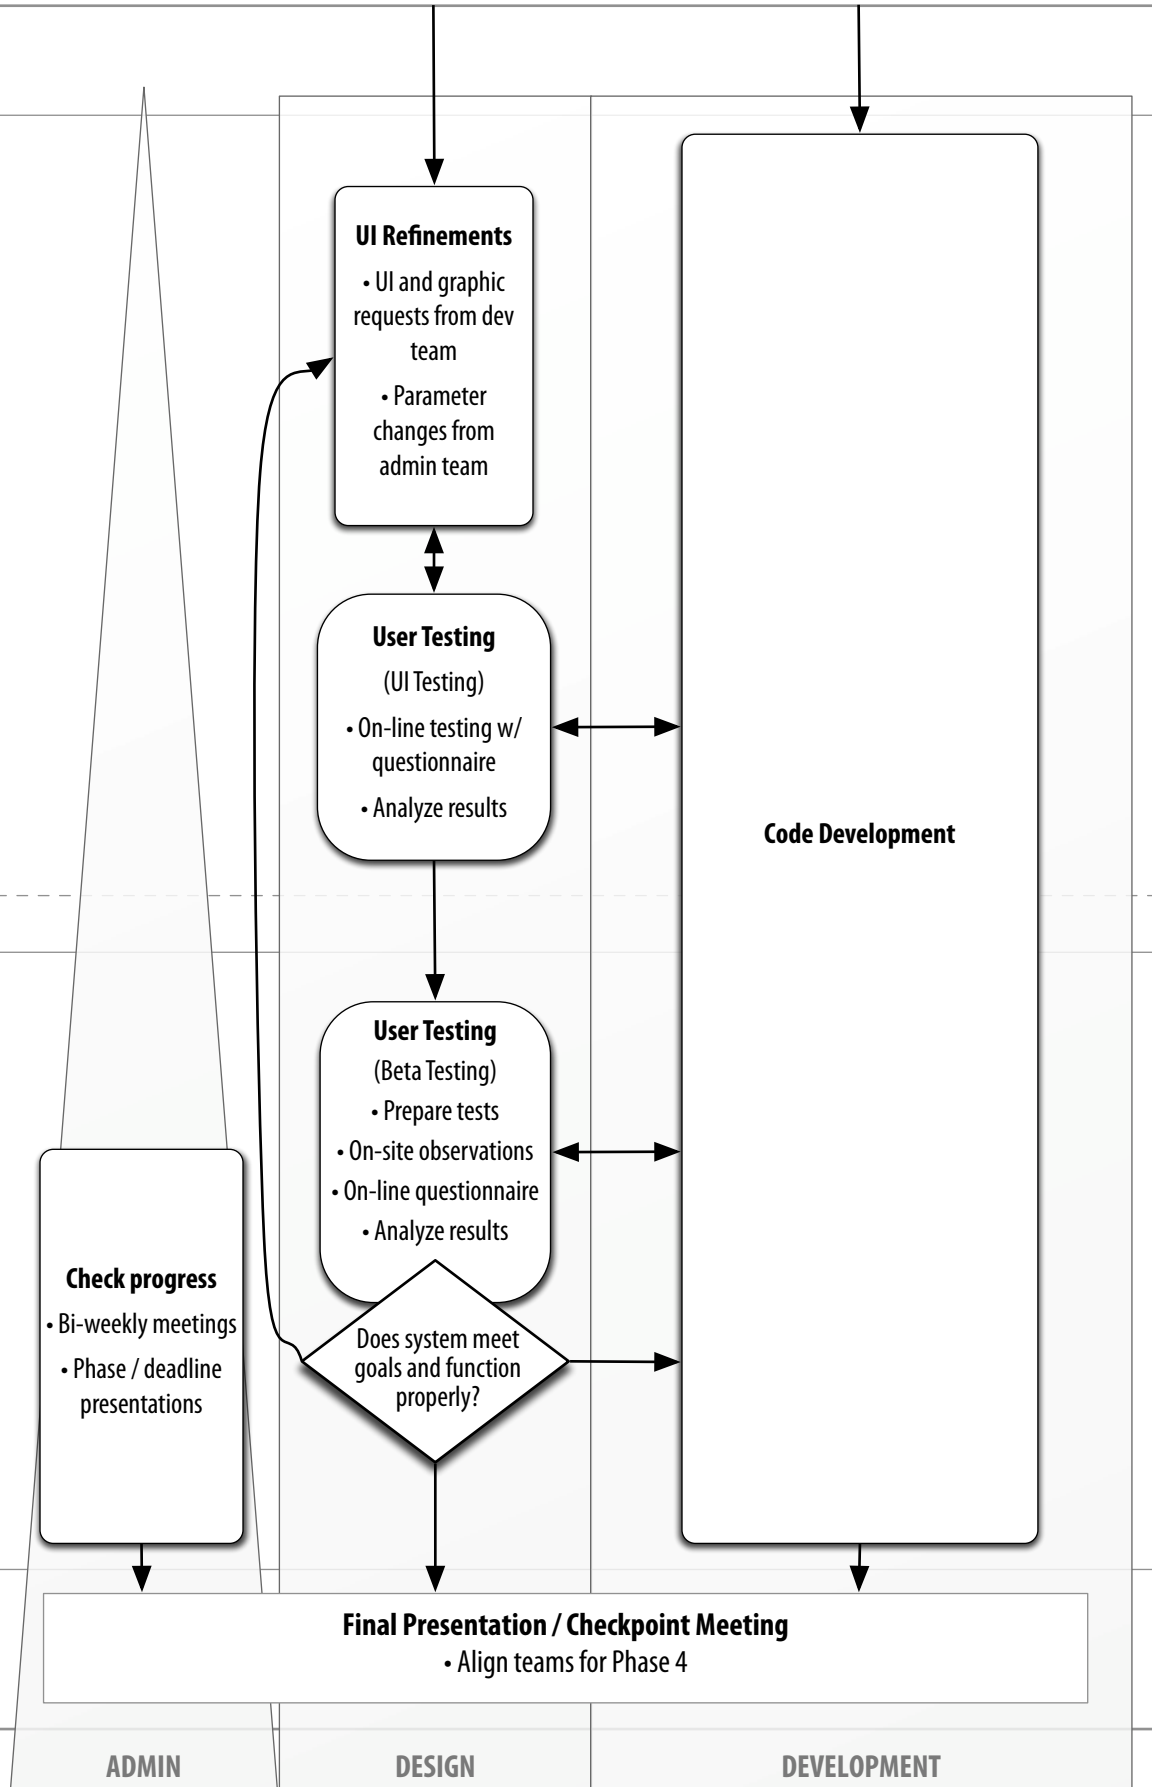 UI Refinements
• UI and graphic
requests from dev
team
• Parameter
changes from
admin team
User Testing
(UI Testing)
• On-line testing w/
questionnaire
• Analyze results
Code Development
User Testing
(Beta Testing)
• Prepare tests
• On-site observations
• On-line questionnaire
• Analyze results
Check progress
• Bi-weekly meetings
• Phase / deadline
presentations
Does system meet
goals and function
properly?
Final Presentation / Checkpoint Meeting
• Align teams for Phase 4
ADMIN
DESIGN
DEVELOPMENT